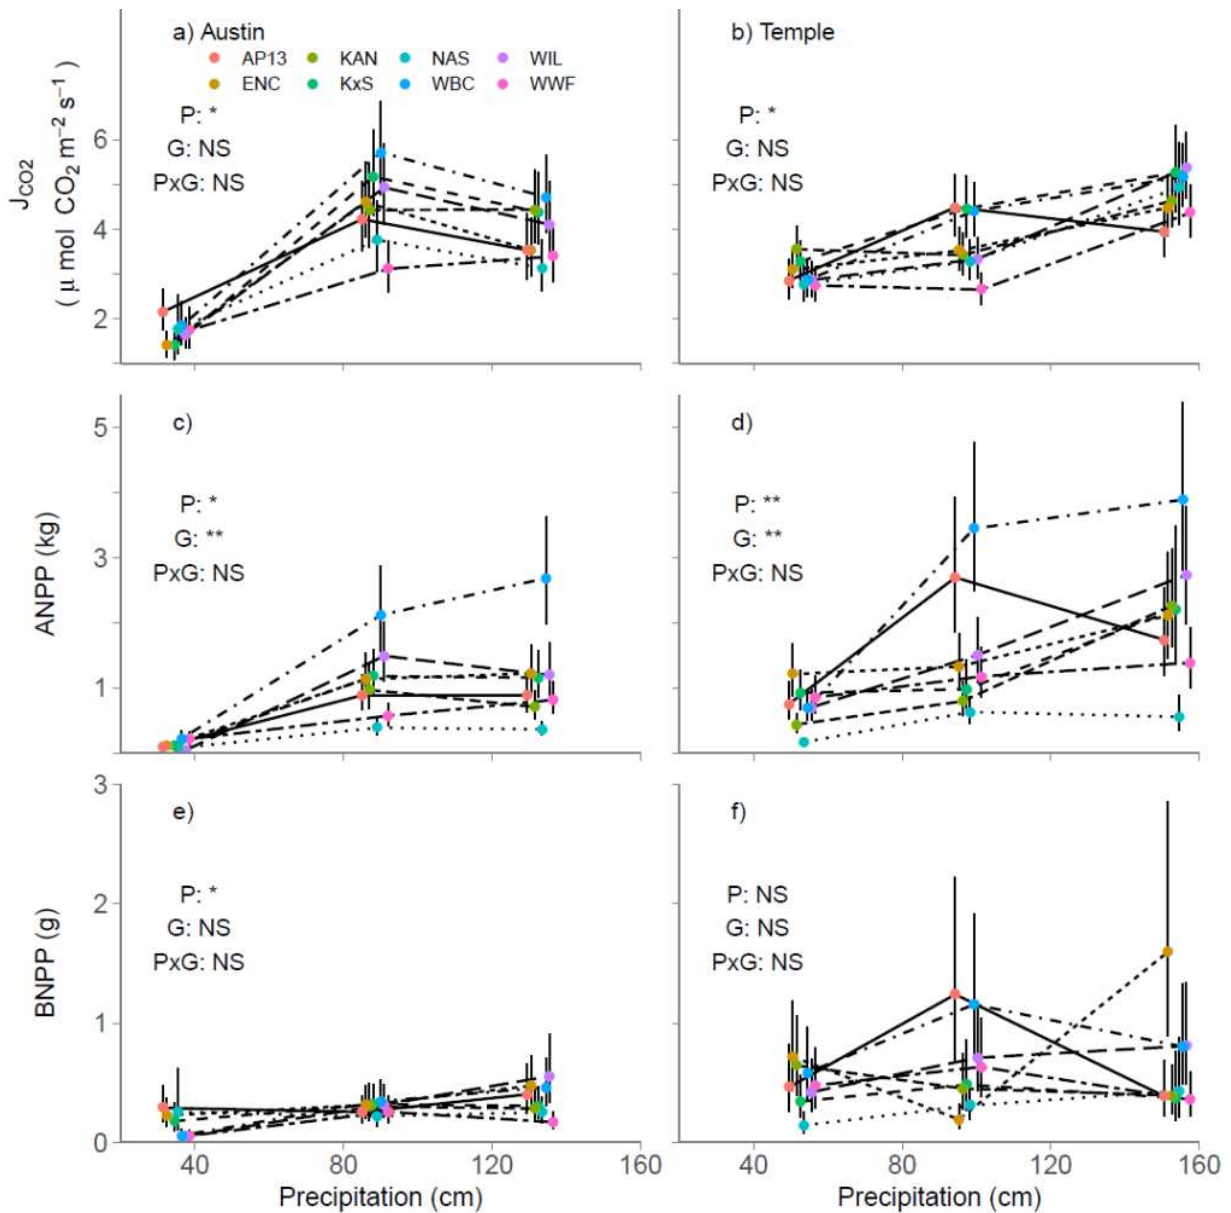 a) Austin
AP13 KAN NAS WIL
ENC KxS WBC WWF
P: *
G: NS
PxG: NS
J_CO2
( μ mol CO₂ m⁻² s⁻¹ )
6
4
2
b) Temple
P: *
G: NS
PxG: NS
c)
P: *
G: **
PxG: NS
ANPP (kg)
5
3
1
d)
P: **
G: **
PxG: NS
e)
P: *
G: NS
PxG: NS
BNPP (g)
3
2
1
0
40 80 120 160
Precipitation (cm)
f)
P: NS
G: NS
PxG: NS
40 80 120 160
Precipitation (cm)